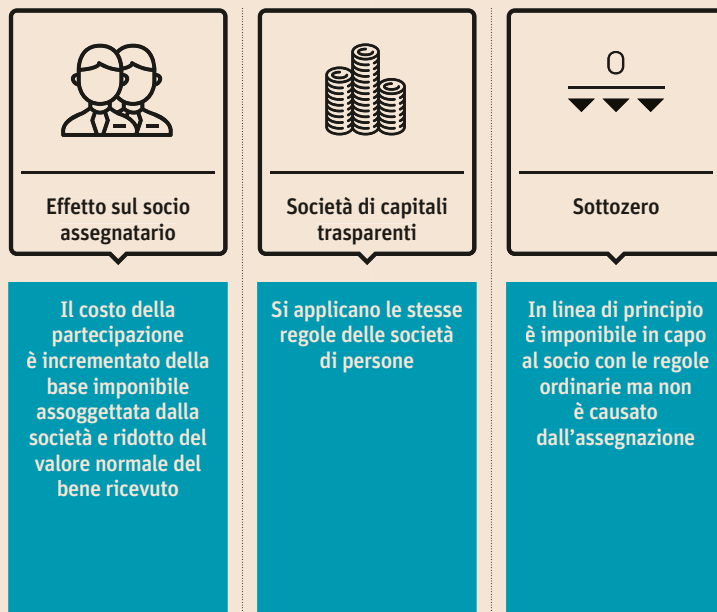 Effetto sul socio
assegnatario
Il costo della
partecipazione
è incrementato della
base imponibile
assoggettata dalla
società e ridotto del
valore normale del
bene ricevuto
Società di capitali
trasparenti
Si applicano le stesse
regole delle società
di persone
0
Sottozero
In linea di principio
è imponibile in capo
al socio con le regole
ordinarie ma non
è causato
dall’assegnazione